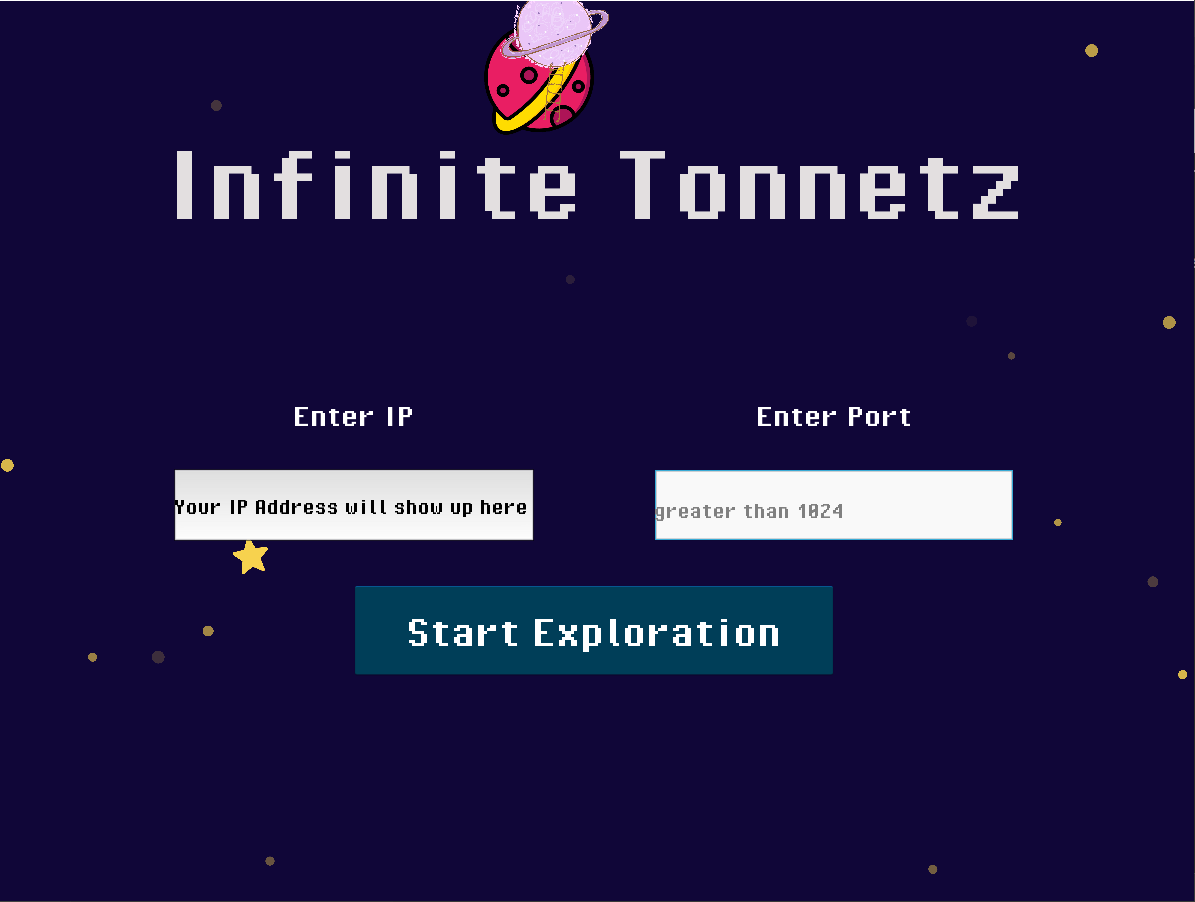 Infinite Tonnetz
Enter IP
Enter Port
Your IP Address will show up here
greater than 1024
Start Exploration